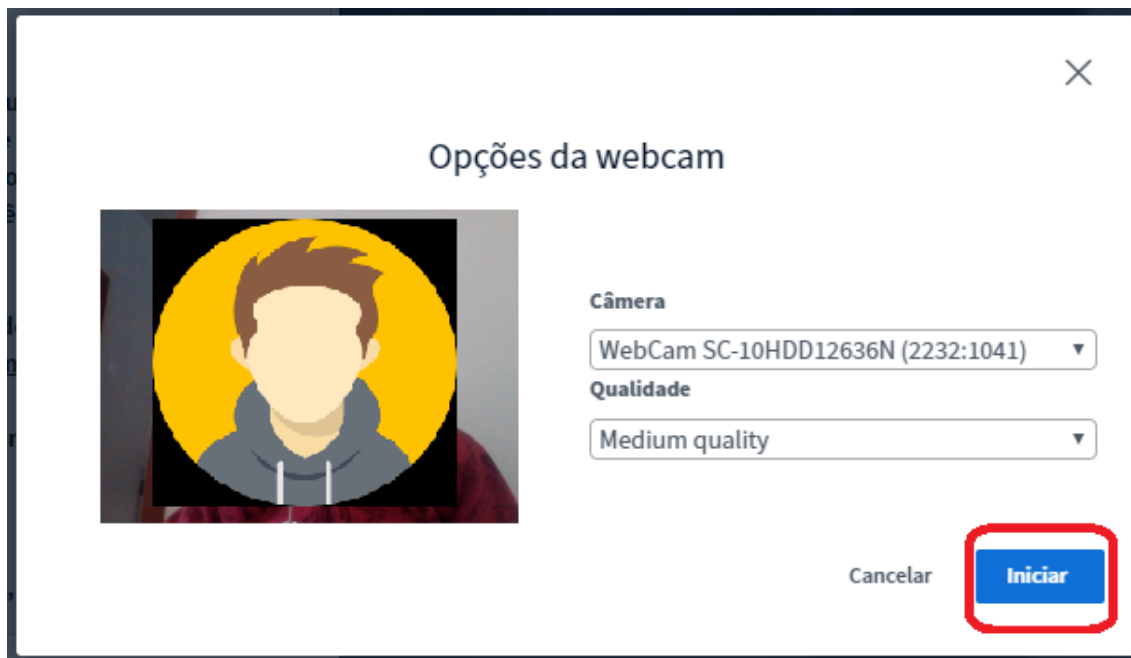 Opções da webcam
Câmera
WebCam SC-10HDD12636N (2232:1041)
Qualidade
Medium quality
Cancelar
Iniciar